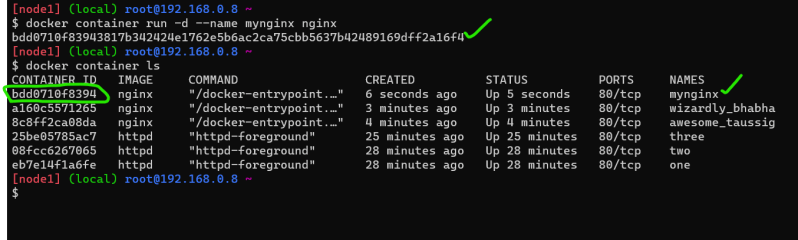 [node1] (local) root@192.168.0.8 ~
$ docker container run -d --name mynginx nginx
bdd0710f83943817b342424e1762e5b6ac2ca75cbb5637b42489169dff2a16f4
[node1] (local) root@192.168.0.8 ~
$ docker container ls
CONTAINER ID   IMAGE   COMMAND                  CREATED          STATUS          PORTS    NAMES
bdd0710f8394   nginx   "/docker-entrypoint.…"   6 seconds ago    Up 5 seconds    80/tcp   mynginx
a160c5571265   nginx   "/docker-entrypoint.…"   3 minutes ago    Up 3 minutes    80/tcp   wizardly_bhabha
8c8ff2ca08da   nginx   "/docker-entrypoint.…"   4 minutes ago    Up 4 minutes    80/tcp   awesome_taussig
25be05785ac7   httpd   "httpd-foreground"       25 minutes ago   Up 25 minutes   80/tcp   three
08fcc6267065   httpd   "httpd-foreground"       28 minutes ago   Up 28 minutes   80/tcp   two
eb7e14f1a6fe   httpd   "httpd-foreground"       28 minutes ago   Up 28 minutes   80/tcp   one
[node1] (local) root@192.168.0.8 ~
$